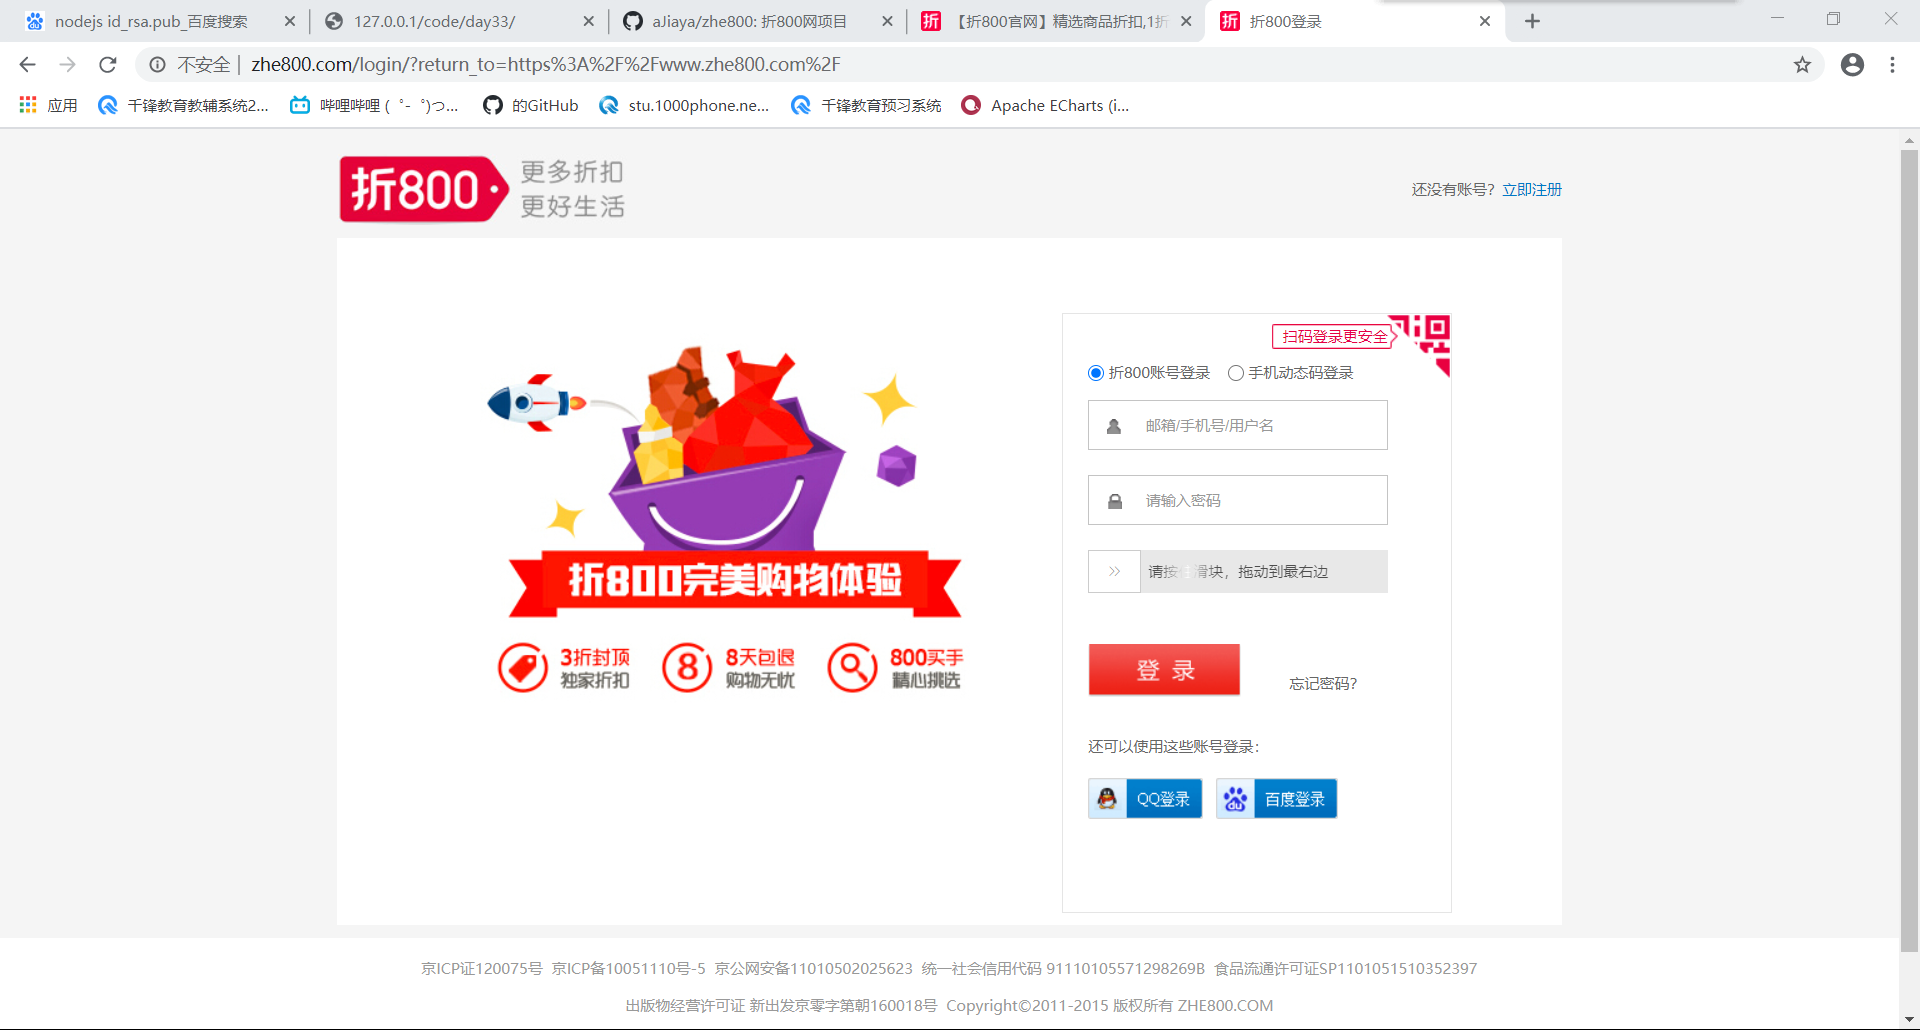 nodejs id_rsa.pub_百度搜索
127.0.0.1/code/day33/
aJiaya/zhe800: 折800网项目
【折800官网】精选商品折扣,1折
折800登录
不安全 | zhe800.com/login/?return_to=https%3A%2F%2Fwww.zhe800.com%2F
应用
千锋教育教辅系统2...
哔哩哔哩 ( ゜- ゜)つ...
的GitHub
stu.1000phone.ne...
千锋教育预习系统
Apache ECharts (i...
折800
更多折扣
更好生活
还没有账号？立即注册
扫码登录更安全
折800账号登录 手机动态码登录
邮箱/手机号/用户名
请输入密码
>> 请按住滑块，拖动到最右边
登 录
忘记密码?
还可以使用这些账号登录：
QQ登录
du 百度登录
折800完美购物体验
3折封顶
独家折扣
8
8天包退
购物无忧
800买手
精心挑选
京ICP证120075号 京ICP备10051110号-5 京公网安备11010502025623 统一社会信用代码 91110105571298269B 食品流通许可证SP1101051510352397
出版物经营许可证 新出发京零字第朝160018号 Copyright©2011-2015 版权所有 ZHE800.COM